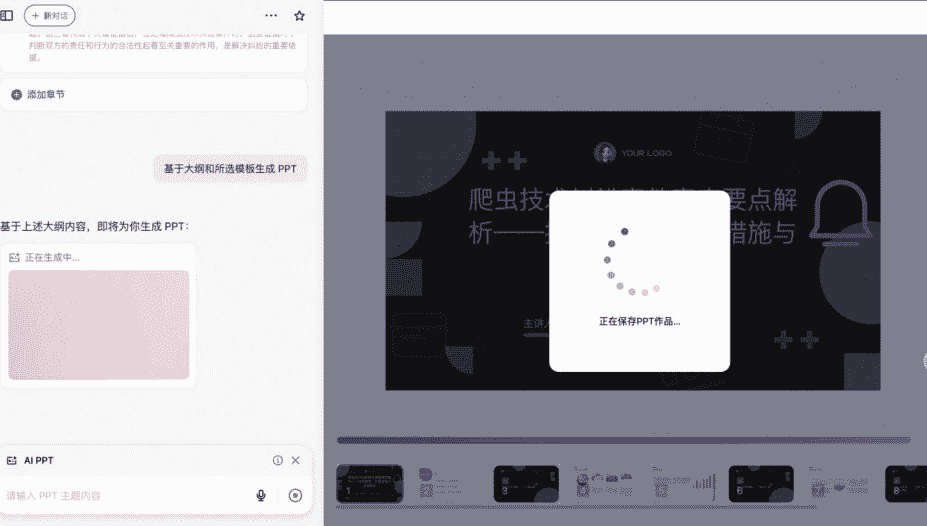 新对话
判断双方的责任和行为的合法性起着至关重要的作用，是解决纠纷的重要依
据。
添加章节
基于大纲和所选模板生成 PPT
基于上述大纲内容，即将为你生成 PPT：
正在生成中...
AI PPT
请输入 PPT 主题内容
YOUR LOGO
爬虫技术
要点解
析——
措施与
主讲人
正在保存PPT作品...
1
3
6
8